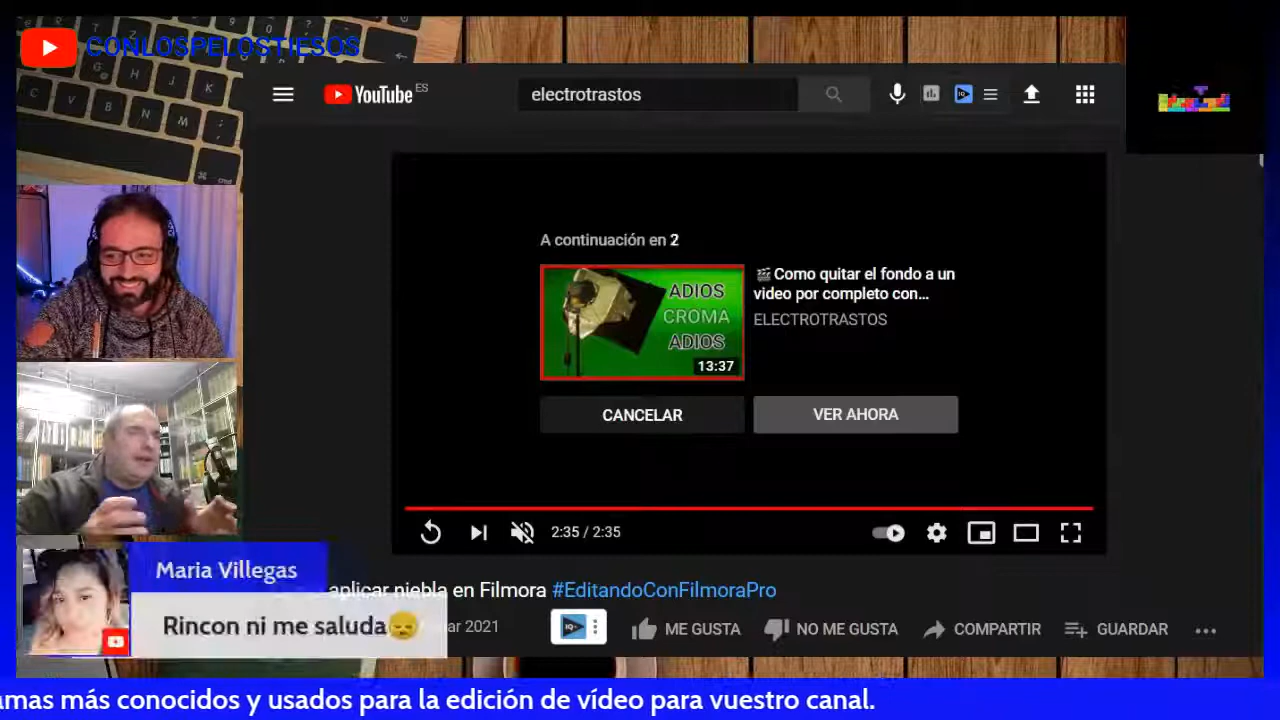 CONLOSPELOSTIESOS
YouTube ES
electrotrastos
A continuación en 2
ADIOS
CROMA
ADIOS
13:37
Como quitar el fondo a un
video por completo con...
ELECTROTRASTOS
CANCELAR
VER AHORA
2:35 / 2:35
aplicar niebla en Filmora #EditandoConFilmoraPro
ar 2021
IQ
ME GUSTA
NO ME GUSTA
COMPARTIR
GUARDAR
Maria Villegas
Rincon ni me saluda😞
amas más conocidos y usados para la edición de vídeo para vuestro canal.